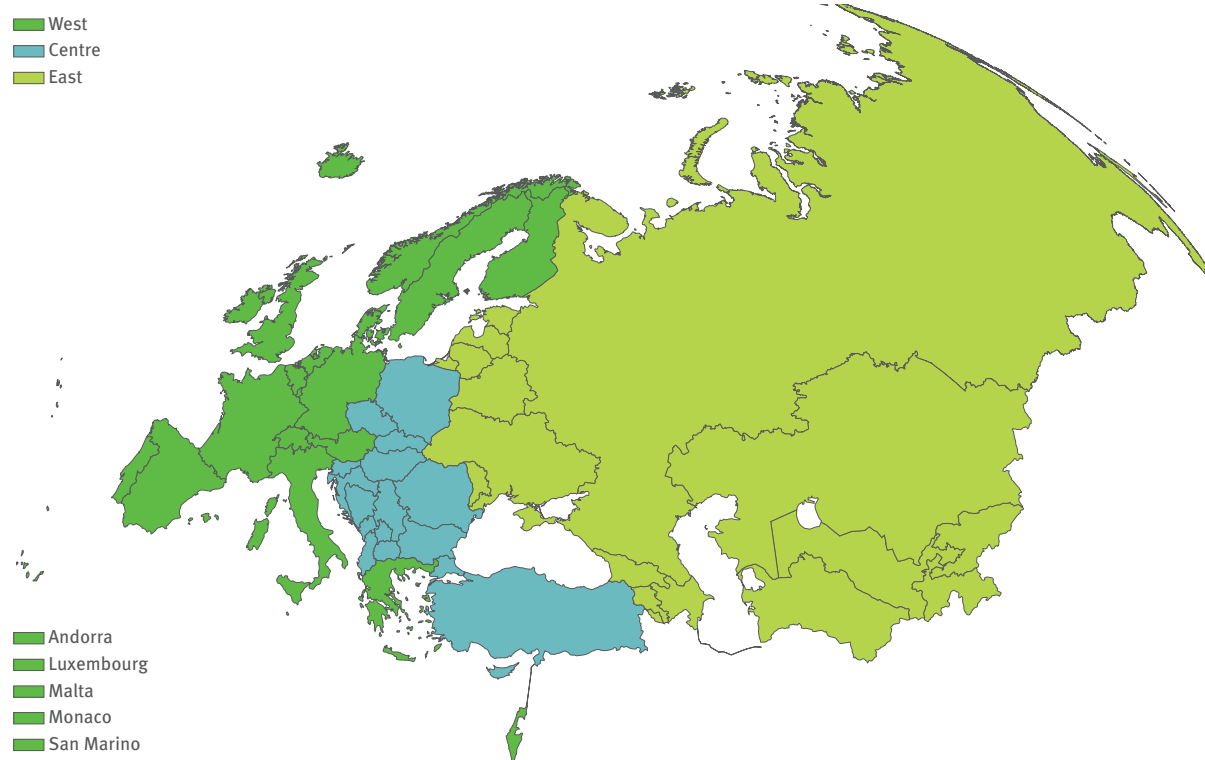 West
Centre
East
Andorra
Luxembourg
Malta
Monaco
San Marino